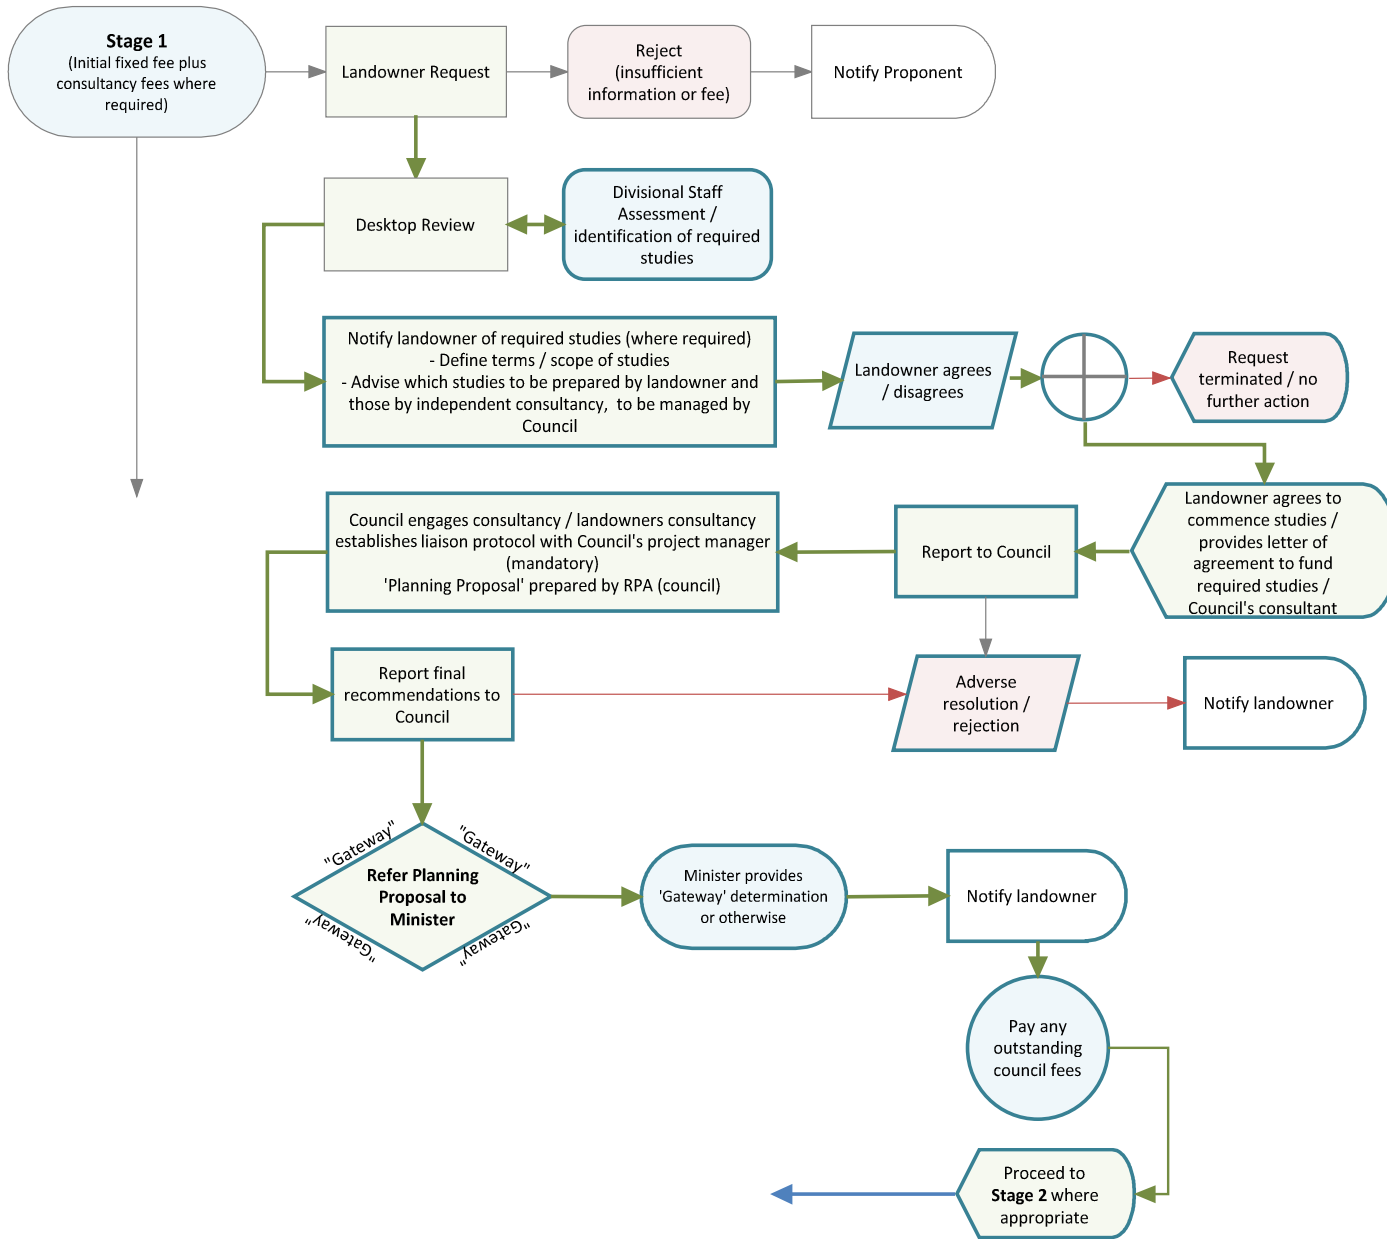 Stage 1
(Initial fixed fee plus
consultancy fees where
required)
Landowner Request
Reject
(insufficient
information or fee)
Notify Proponent
Desktop Review
Divisional Staff
Assessment /
identification of required
studies
Notify landowner of required studies (where required)
- Define terms / scope of studies
- Advise which studies to be prepared by landowner and
those by independent consultancy, to be managed by
Council
Landowner agrees
/ disagrees
Request
terminated / no
further action
Landowner agrees to
commence studies /
provides letter of
agreement to fund
required studies /
Council's consultant
Report to Council
Council engages consultancy / landowners consultancy
establishes liaison protocol with Council's project manager
(mandatory)
'Planning Proposal' prepared by RPA (council)
Report final
recommendations to
Council
Adverse
resolution /
rejection
Notify landowner
"Gateway"
"Gateway"
Refer Planning
Proposal to
Minister
"Gateway"
"Gateway"
Minister provides
'Gateway' determination
or otherwise
Notify landowner
Pay any
outstanding
council fees
Proceed to
Stage 2 where
appropriate